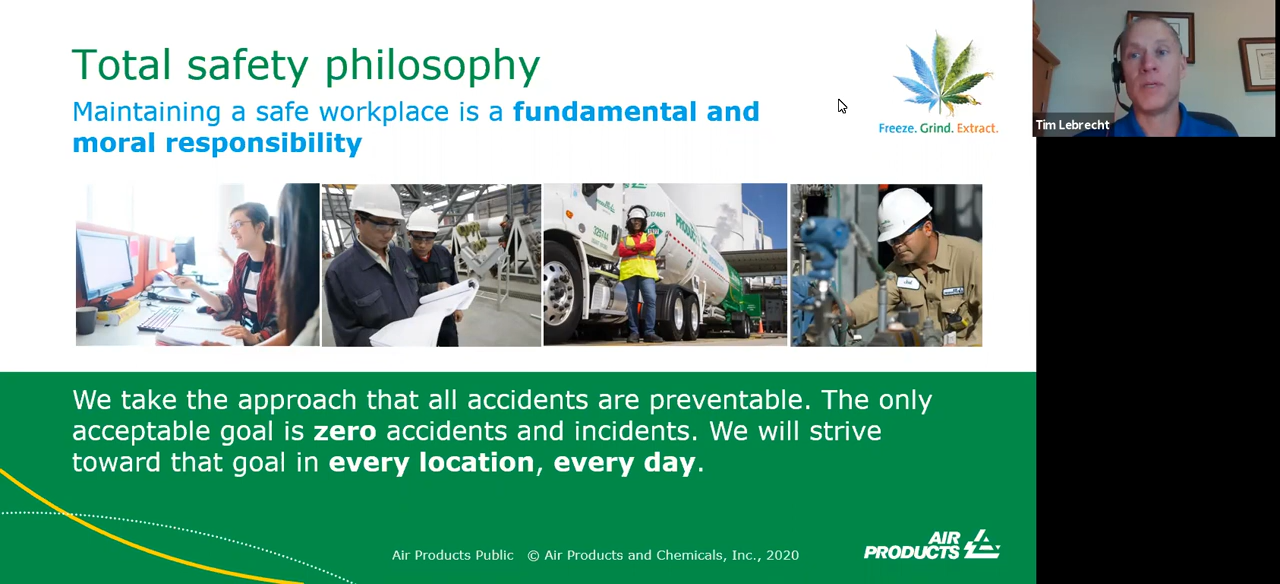 Total safety philosophy
Maintaining a safe workplace is a fundamental and
moral responsibility
Freeze. Grind. Extract.
Tim Lebrecht
We take the approach that all accidents are preventable. The only
acceptable goal is zero accidents and incidents. We will strive
toward that goal in every location, every day.
Air Products Public © Air Products and Chemicals, Inc., 2020
AIR
PRODUCTS